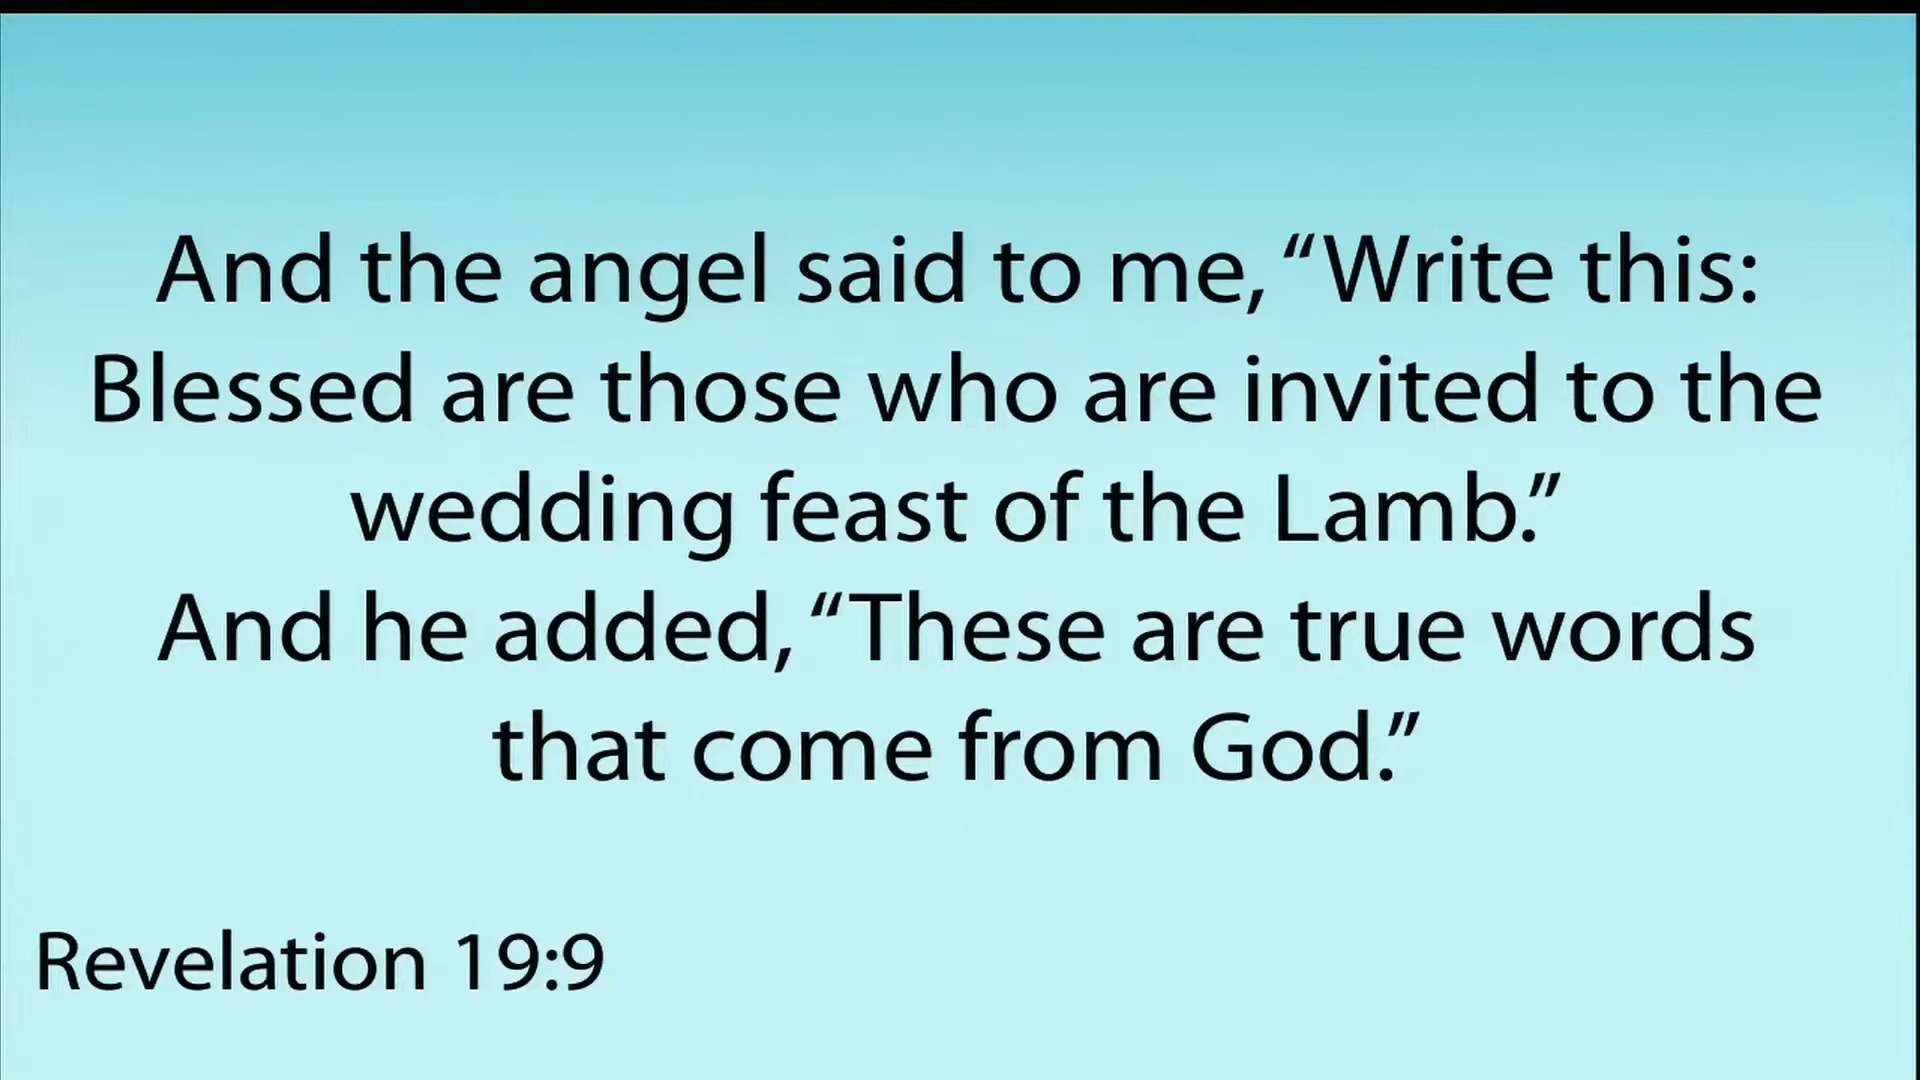 And the angel said to me, “Write this:
Blessed are those who are invited to the
wedding feast of the Lamb.”
And he added, “These are true words
that come from God.”
Revelation 19:9